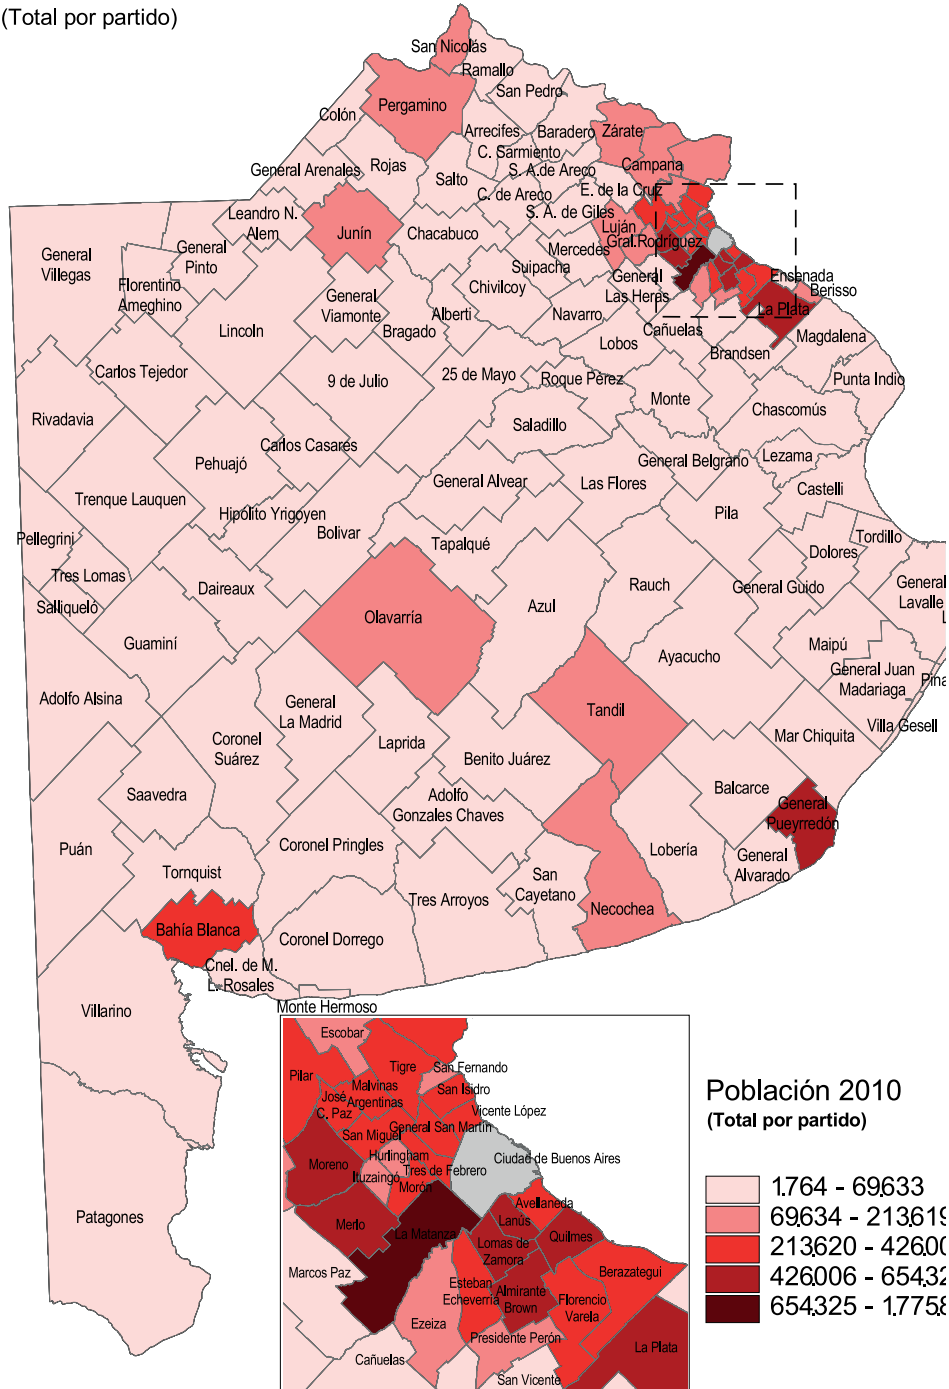 (Total por partido)
San Nicolás
Ramallo
San Pedro
Colón
Pergamino
Arrecifes
Baradero
Zárate
C. Sarmiento
General Arenales
Rojas
Salto
S. A.de Areco
Campana
C. de Areco
E. de la Cruz
Leandro N.
Alem
Junín
Chacabuco
S. A. de Giles
Luján
General
Villegas
General
Pinto
Mercedes
Gral.Rodríguez
Suipacha
Florentino
Ameghino
General
Viamonte
Chivilcoy
General
Las Heras
Ensenada
Berisso
Lincoln
Bragado
Alberti
Navarro
La Plata
Lobos
Cañuelas
Magdalena
Brandsen
Carlos Tejedor
9 de Julio
25 de Mayo
Roque Pérez
Punta Indio
Rivadavia
Monte
Chascomús
Saladillo
Carlos Casares
Pehuajó
General Belgrano
Lezama
General Alvear
Las Flores
Castelli
Trenque Lauquen
Hipólito Yrigoyen
Pila
Bolivar
Tapalqué
Tordillo
Pellegrini
Dolores
Tres Lomas
Daireaux
Rauch
General Guido
General
Lavalle
L
Salliqueló
Olavarría
Azul
Guaminí
Ayacucho
Maipú
General Juan
Madariaga
Pina
Adolfo Alsina
General
La Madrid
Tandil
Villa Gesell
Coronel
Suárez
Laprida
Mar Chiquita
Benito Juárez
Saavedra
Adolfo
Gonzales Chaves
Balcarce
General
Pueyrredón
Puán
Coronel Pringles
Lobería
General
Alvarado
Tornquist
San
Cayetano
Tres Arroyos
Necochea
Bahía Blanca
Coronel Dorrego
Cnel. de M.
L. Rosales
Villarino
Monte Hermoso
Patagones
Escobar
Pilar
Tigre
San Fernando
Malvinas
Argentinas
San Isidro
José
C. Paz
Vicente López
General San Martín
San Miguel
Hurlingham
Ciudad de Buenos Aires
Moreno
Ituzaingó
Tres de Febrero
Morón
Avellaneda
Merlo
La Matanza
Lanús
Quilmes
Lomas de
Zamora
Marcos Paz
Berazategui
Esteban
Echeverría
Almirante
Brown
Florencio
Varela
Ezeiza
Presidente Perón
La Plata
Cañuelas
San Vicente
Población 2010
(Total por partido)
1.764 - 69.633
69.634 - 213.619
213.620 - 426.00
426.006 - 654.32
654.325 - 1.775.8